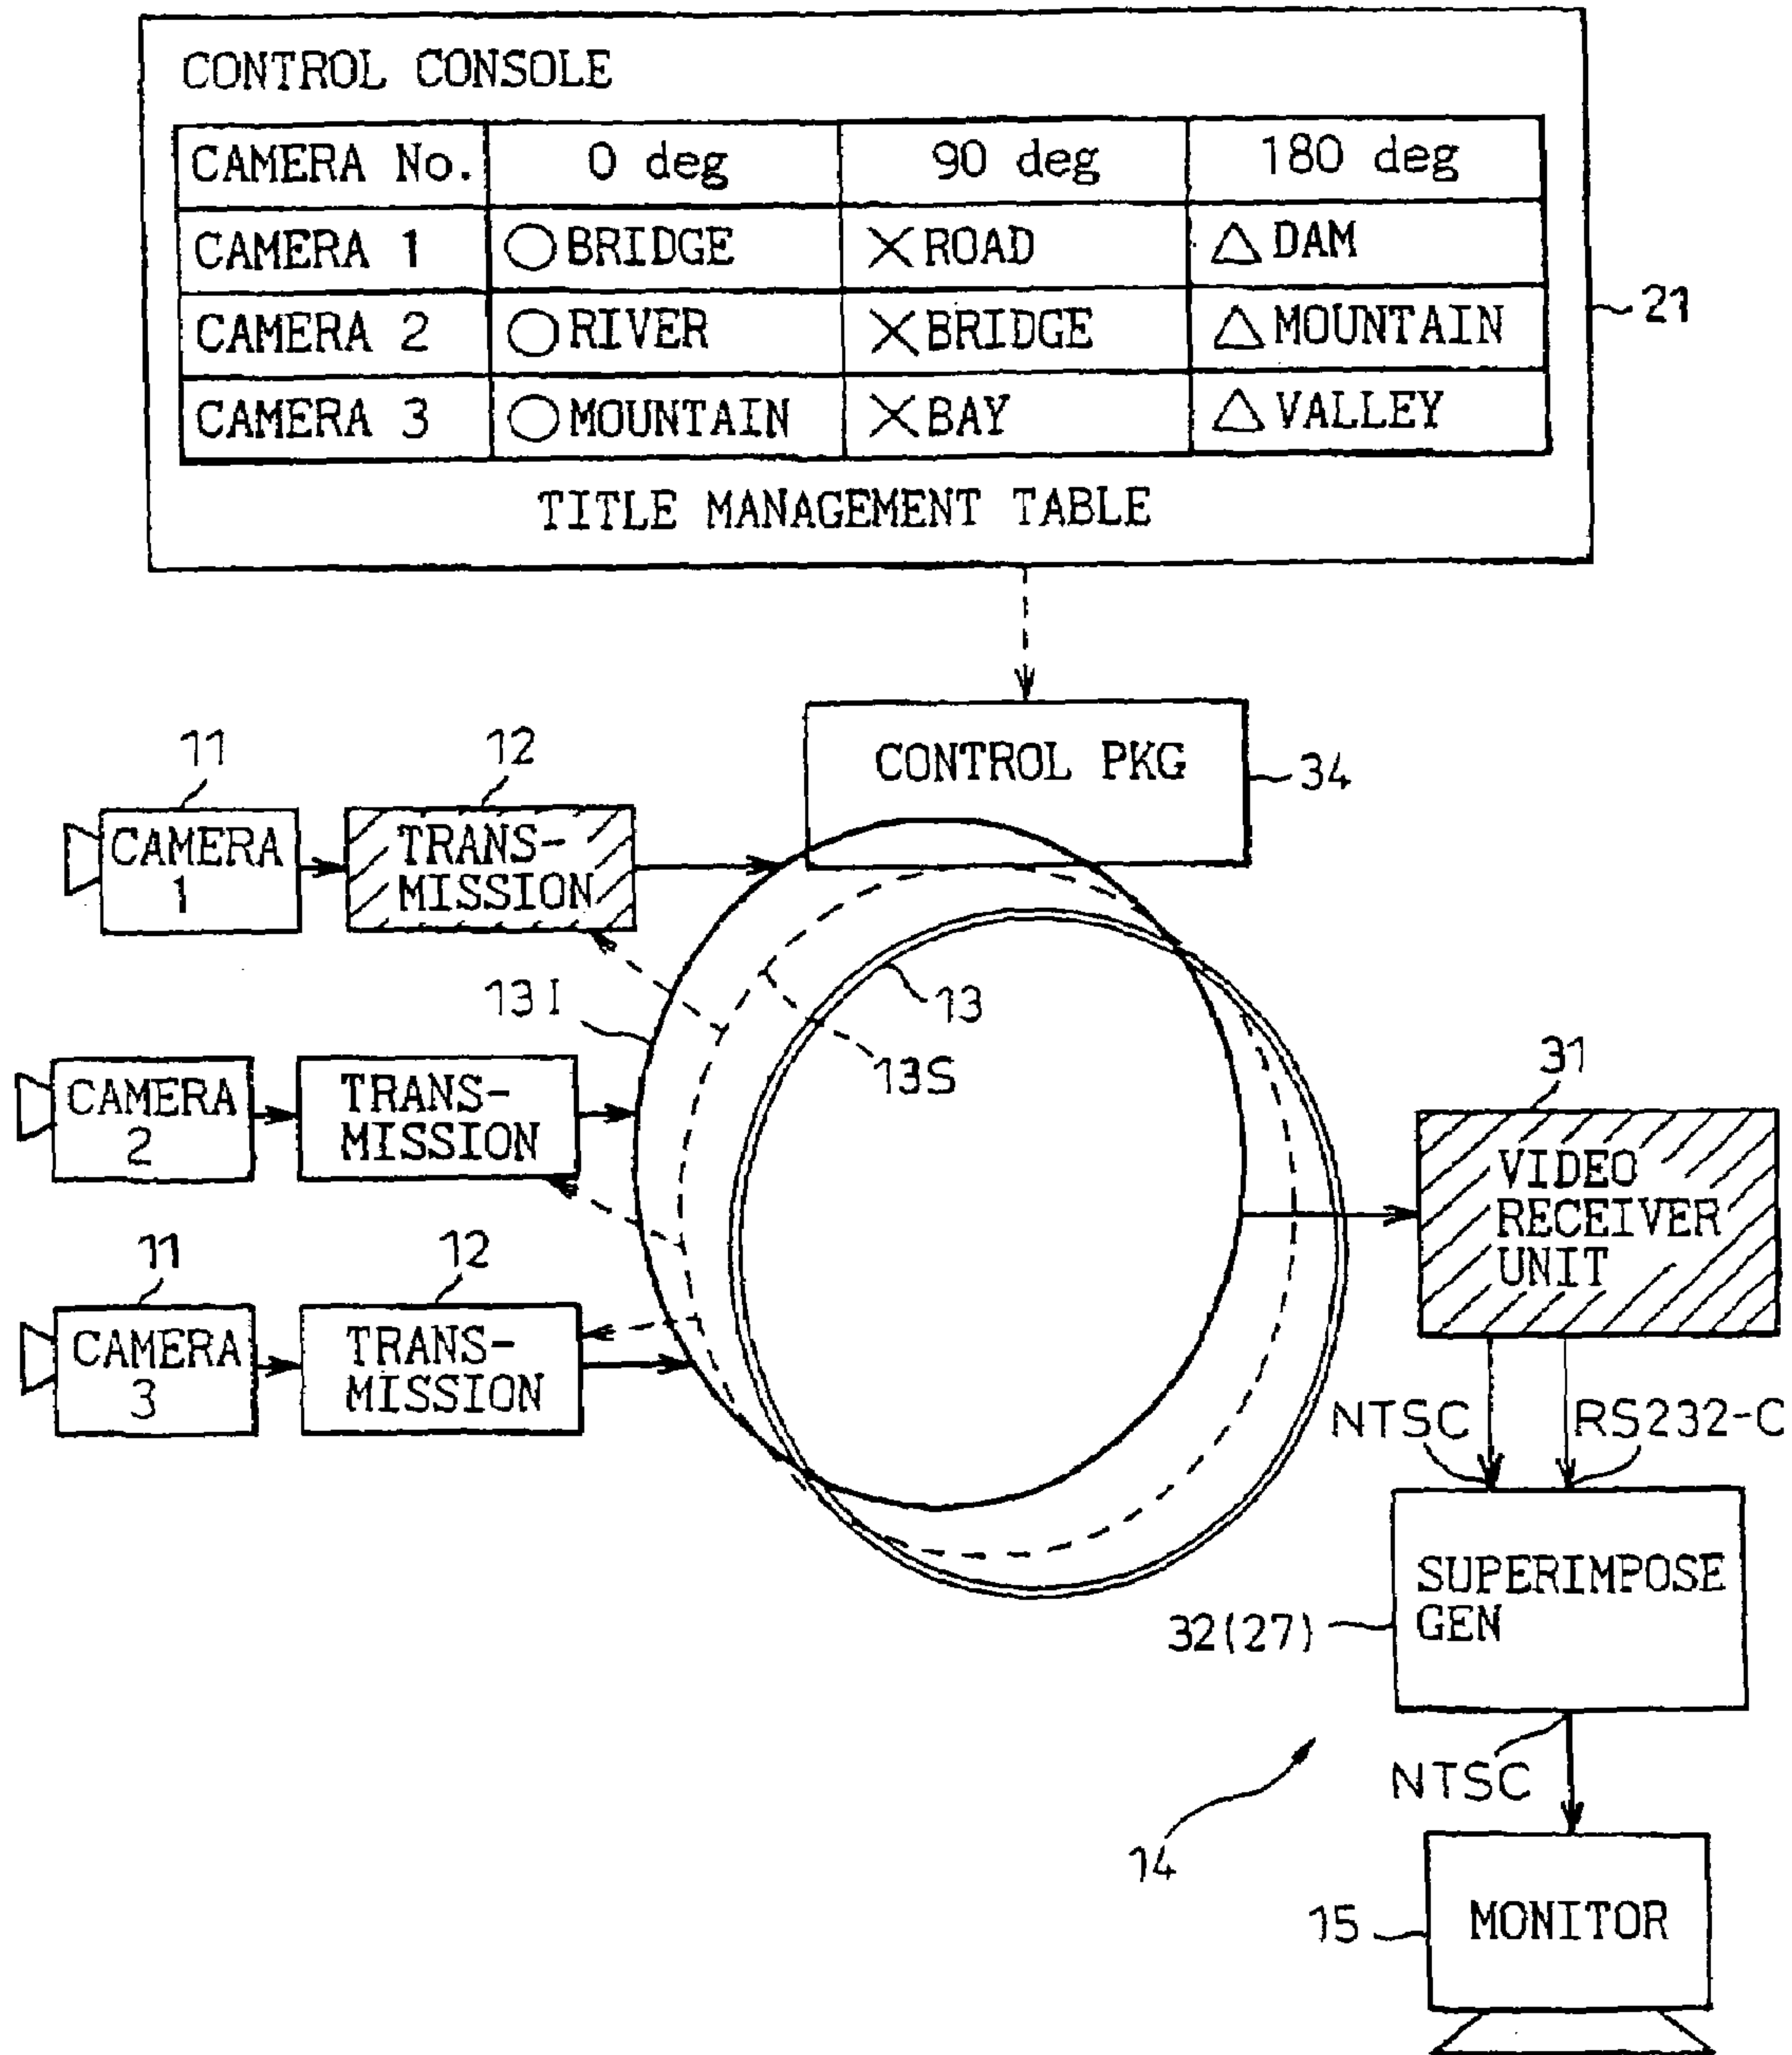 CONTROL CONSOLE
CAMERA No. 0 deg 90 deg 180 deg
CAMERA 1 ○BRIDGE ×ROAD △DAM
CAMERA 2 ○RIVER ×BRIDGE △MOUNTAIN
CAMERA 3 ○MOUNTAIN ×BAY △VALLEY
TITLE MANAGEMENT TABLE
21
CONTROL PKG
34
11
12
CAMERA
1
TRANS-
MISSION
13I
13
13S
CAMERA
2
TRANS-
MISSION
31
VIDEO
RECEIVER
UNIT
11
12
CAMERA
3
TRANS-
MISSION
NTSC
RS232-C
SUPERIMPOSE
GEN
32(27)
NTSC
14
15
MONITOR